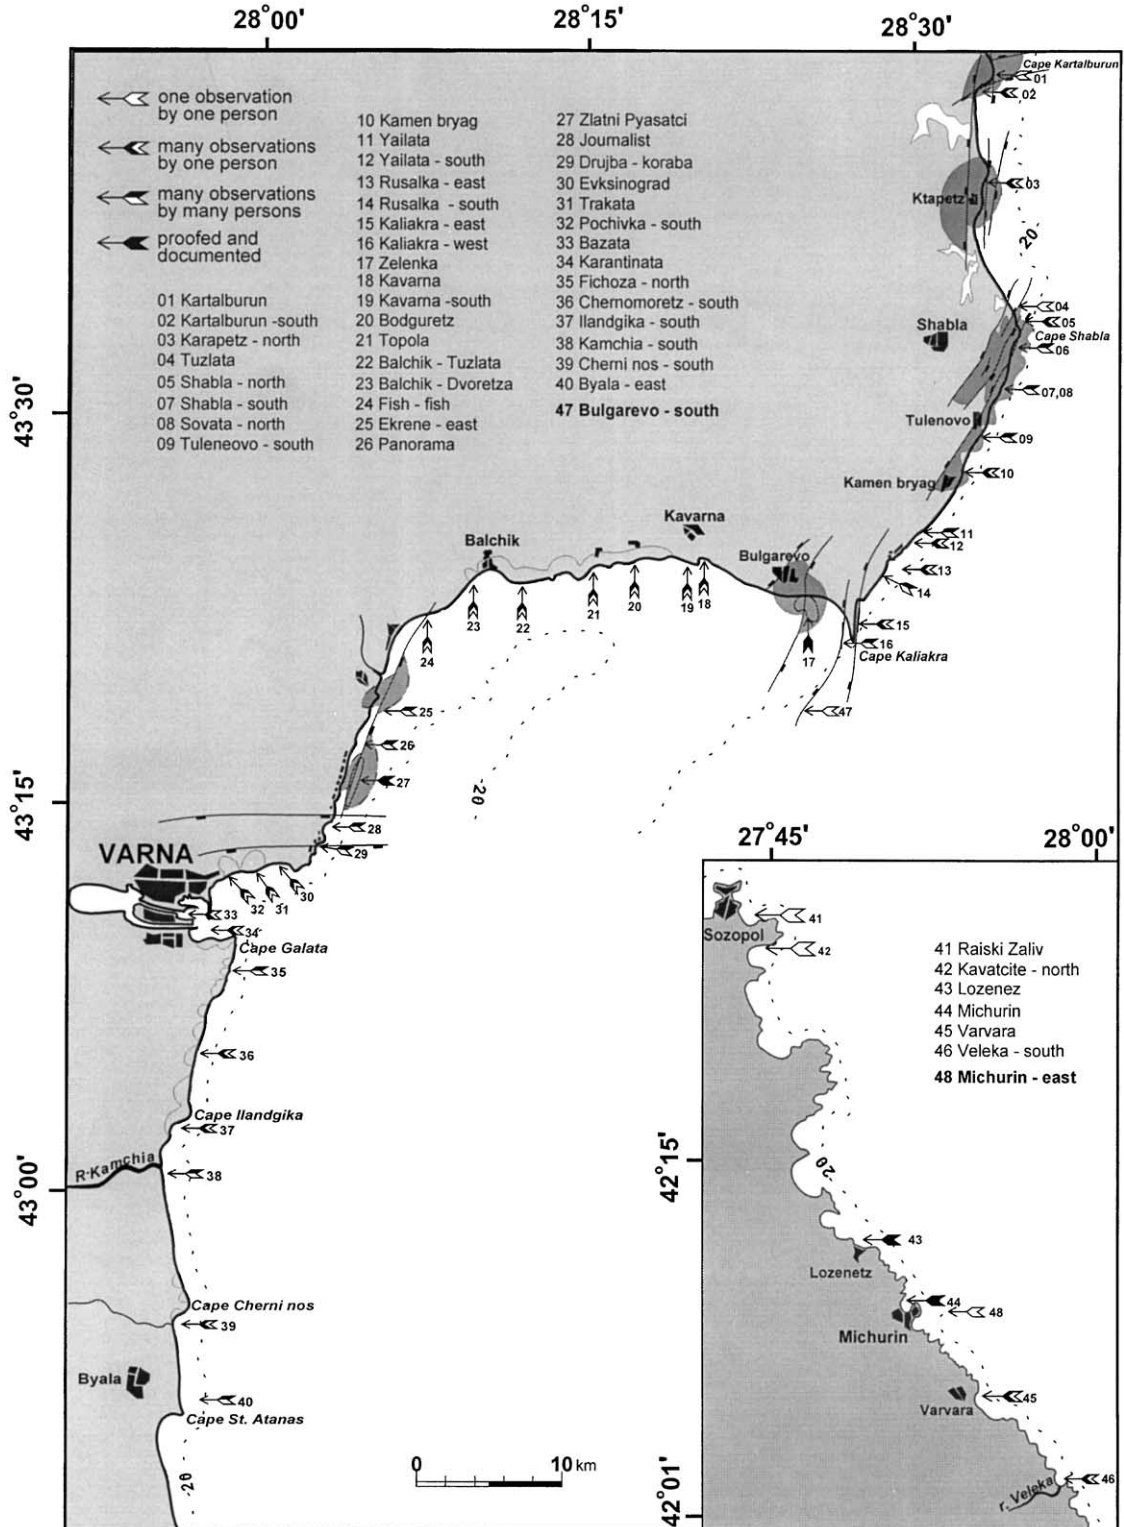 28°00'
28°15'
28°30'
one observation
by one person
many observations
by one person
many observations
by many persons
proofed and
documented
01 Kartalburun
02 Kartalburun -south
03 Karapetz - north
04 Tuzlata
05 Shabla - north
07 Shabla - south
08 Sovata - north
09 Tuleneovo - south
10 Kamen bryag
11 Yailata
12 Yailata - south
13 Rusalka - east
14 Rusalka - south
15 Kaliakra - east
16 Kaliakra - west
17 Zelenka
18 Kavarna
19 Kavarna -south
20 Bodguretz
21 Topola
22 Balchik - Tuzlata
23 Balchik - Dvoretza
24 Fish - fish
25 Ekrene - east
26 Panorama
27 Zlatni Pyasatci
28 Journalist
29 Drujba - koraba
30 Evksinograd
31 Trakata
32 Pochivka - south
33 Bazata
34 Karantinata
35 Fichoza - north
36 Chernomoretz - south
37 Ilandgika - south
38 Kamchia - south
39 Cherni nos - south
40 Byala - east
47 Bulgarevo - south
Cape Kartalburun
01
02
03
Ktapetz
20
04
05
Shabla
Cape Shabla
06
07,08
Tulenovo
09
Kamen bryag
10
11
12
13
14
15
16
Cape Kaliakra
47
43°30'
Kavarna
Balchik
Bulgarevo
23
22
21
20
19
18
17
24
25
26
27
20
43°15'
28
29
VARNA
30
31
32
33
34
Cape Galata
35
36
Cape Ilandgika
37
R.Kamchia
38
43°00'
Cape Cherni nos
39
Byala
40
Cape St. Atanas
20
0
10 km
27°45'
28°00'
Sozopol
41
42
41 Raiski Zaliv
42 Kavatcite - north
43 Lozenez
44 Michurin
45 Varvara
46 Veleka - south
48 Michurin - east
42°15'
20
43
Lozenetz
44
48
Michurin
45
Varvara
46
r. Veleka
42°01'